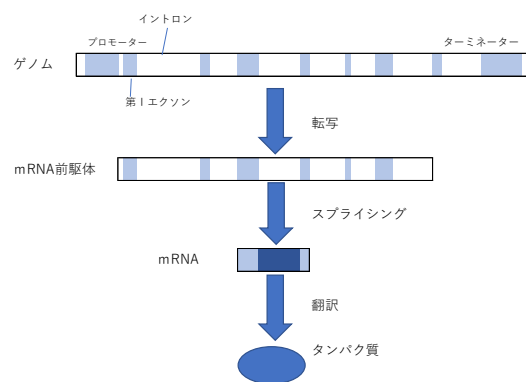 イントロン
プロモーター
ターミネーター
ゲノム
第1エクソン
転写
mRNA前駆体
スプライシング
mRNA
翻訳
タンパク質